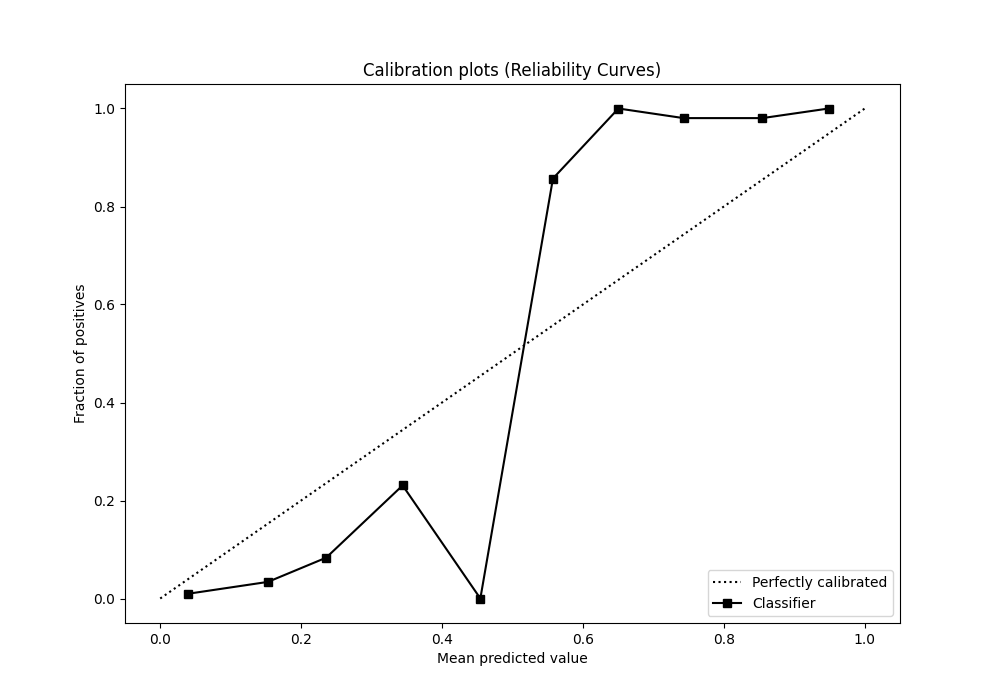 Calibration plots (Reliability Curves)
1.0
0.8
0.6
0.4
0.2
0.0
Fraction of positives
Perfectly calibrated
Classifier
0.0 0.2 0.4 0.6 0.8 1.0
Mean predicted value